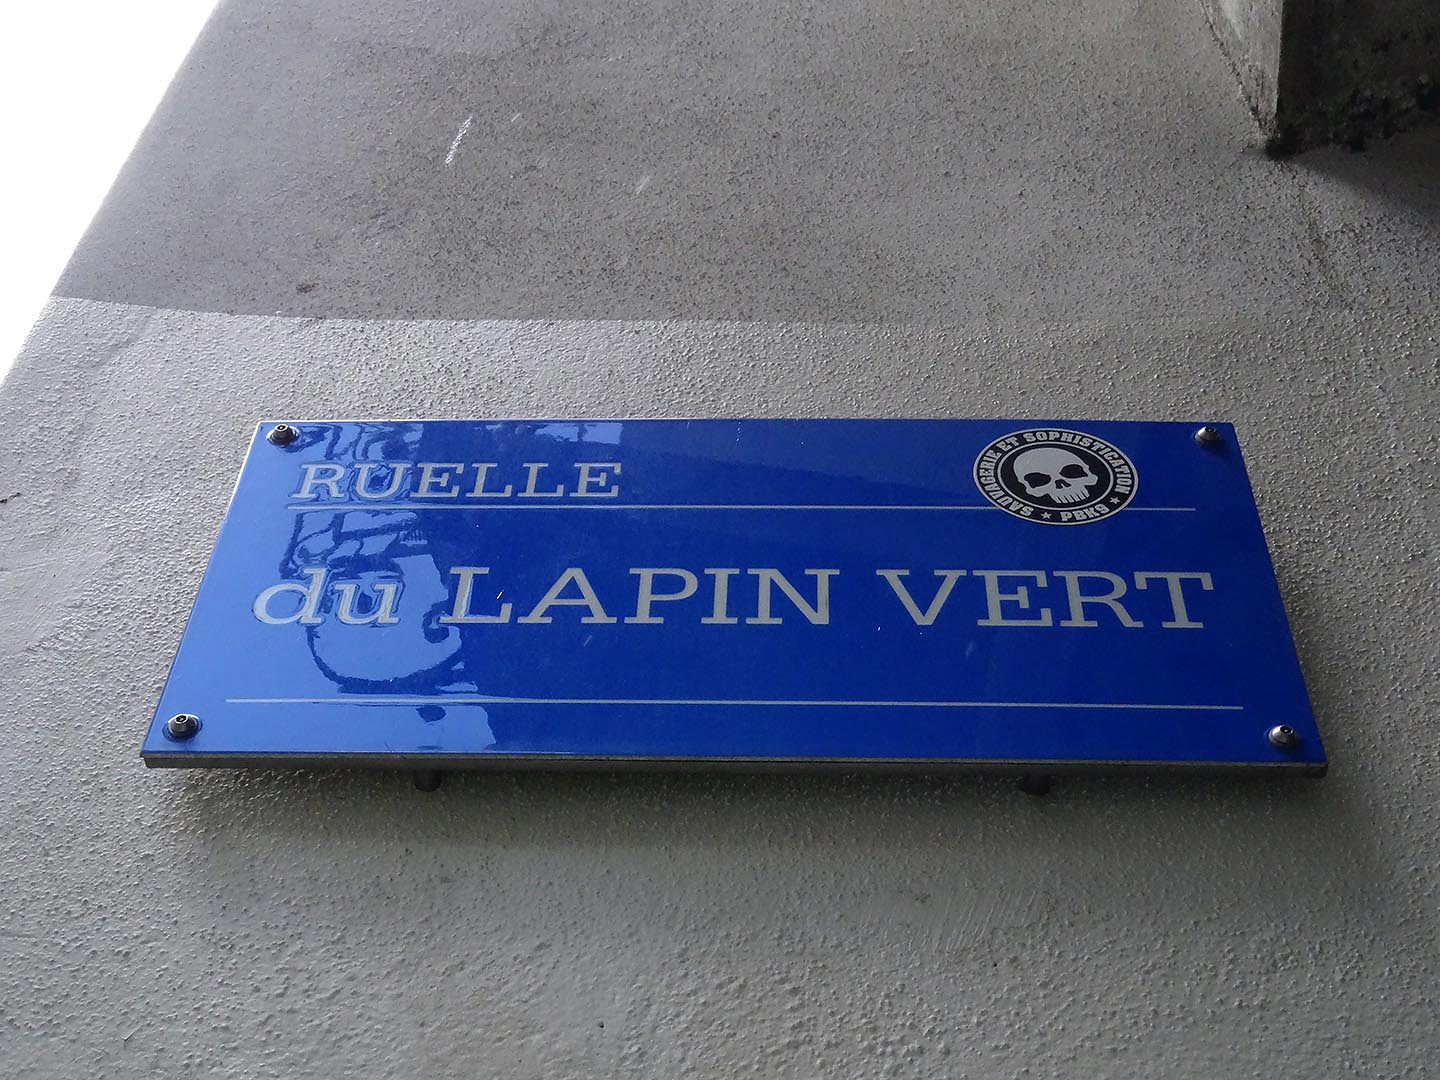 RUELLE
SAUVAGERIE ET SOPHISTICATION
★ PBK9 ★
du LAPIN VERT